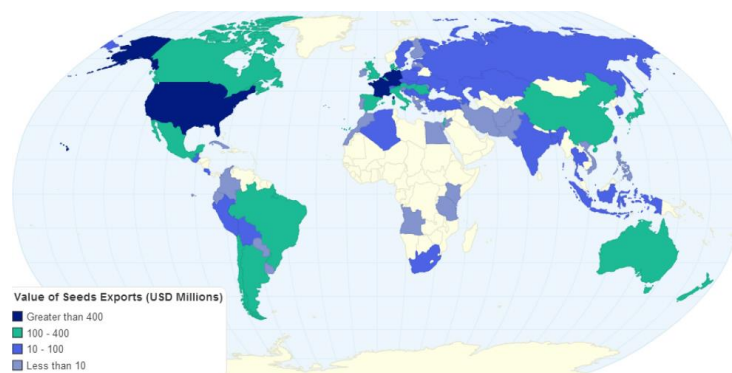 Value of Seeds Exports (USD Millions)
Greater than 400
100 - 400
10 - 100
Less than 10